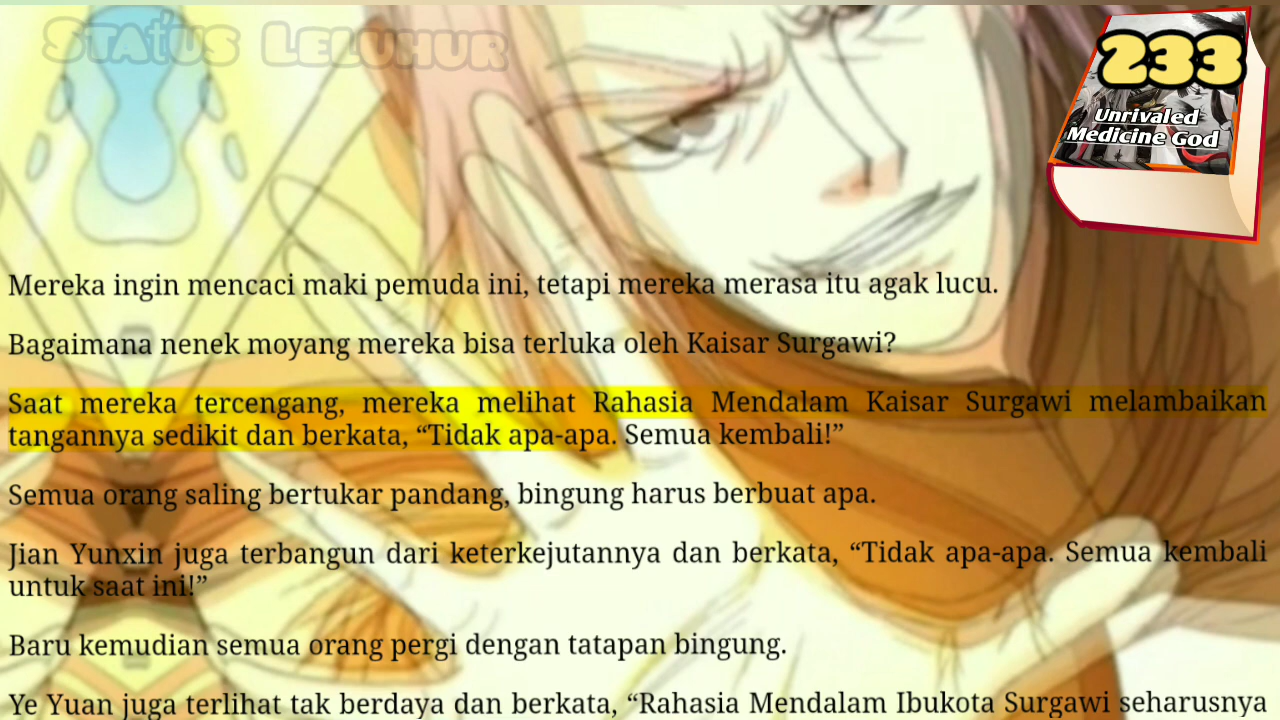 Status Leluhur
233
Unrivaled
Medicine God
Mereka ingin mencaci maki pemuda ini, tetapi mereka merasa itu agak lucu.
Bagaimana nenek moyang mereka bisa terluka oleh Kaisar Surgawi?
Saat mereka tercengang, mereka melihat Rahasia Mendalam Kaisar Surgawi melambaikan
tangannya sedikit dan berkata, “Tidak apa-apa. Semua kembali!”
Semua orang saling bertukar pandang, bingung harus berbuat apa.
Jian Yunxin juga terbangun dari keterkejutannya dan berkata, “Tidak apa-apa. Semua kembali
untuk saat ini!”
Baru kemudian semua orang pergi dengan tatapan bingung.
Ye Yuan juga terlihat tak berdaya dan berkata, “Rahasia Mendalam Ibukota Surgawi seharusnya